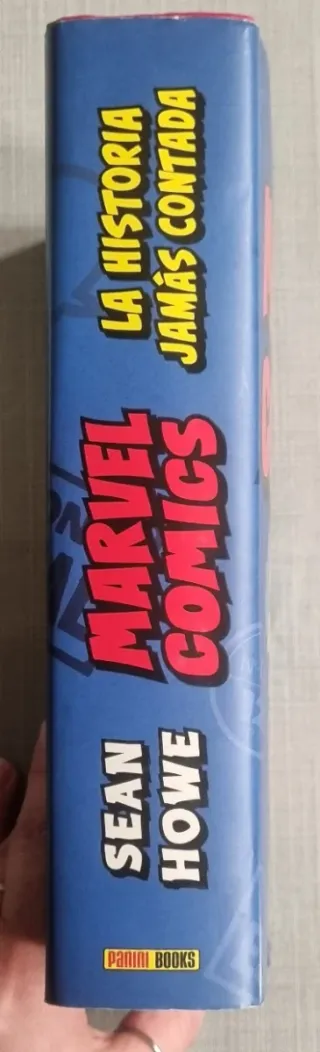 SEAN
HOWE
MARVEL
COMICS
LA HISTORIA
JAMÁS CONTADA
PANINI BOOKS